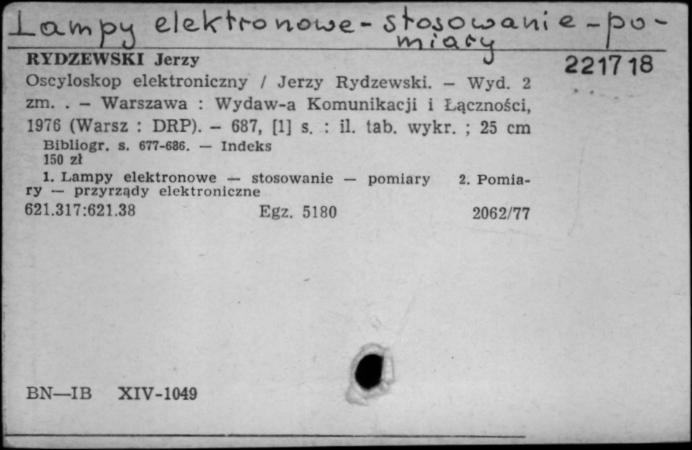 Lampy elektronowe - stosowanie - po-
miary
RYDZEWSKI Jerzy
221718
Oscyloskop elektroniczny / Jerzy Rydzewski. — Wyd. 2
zm. . — Warszawa : Wydaw-a Komunikacji i Łączności,
1976 (Warsz : DRP). — 687, [1] s. : il. tab. wykr. ; 25 cm
Bibliogr. s. 677-686. — Indeks
150 zł
1. Lampy elektronowe — stosowanie — pomiary 2. Pomia-
ry — przyrządy elektroniczne
621.317:621.38 Egz. 5180 2062/77
BN—IB XIV-1049